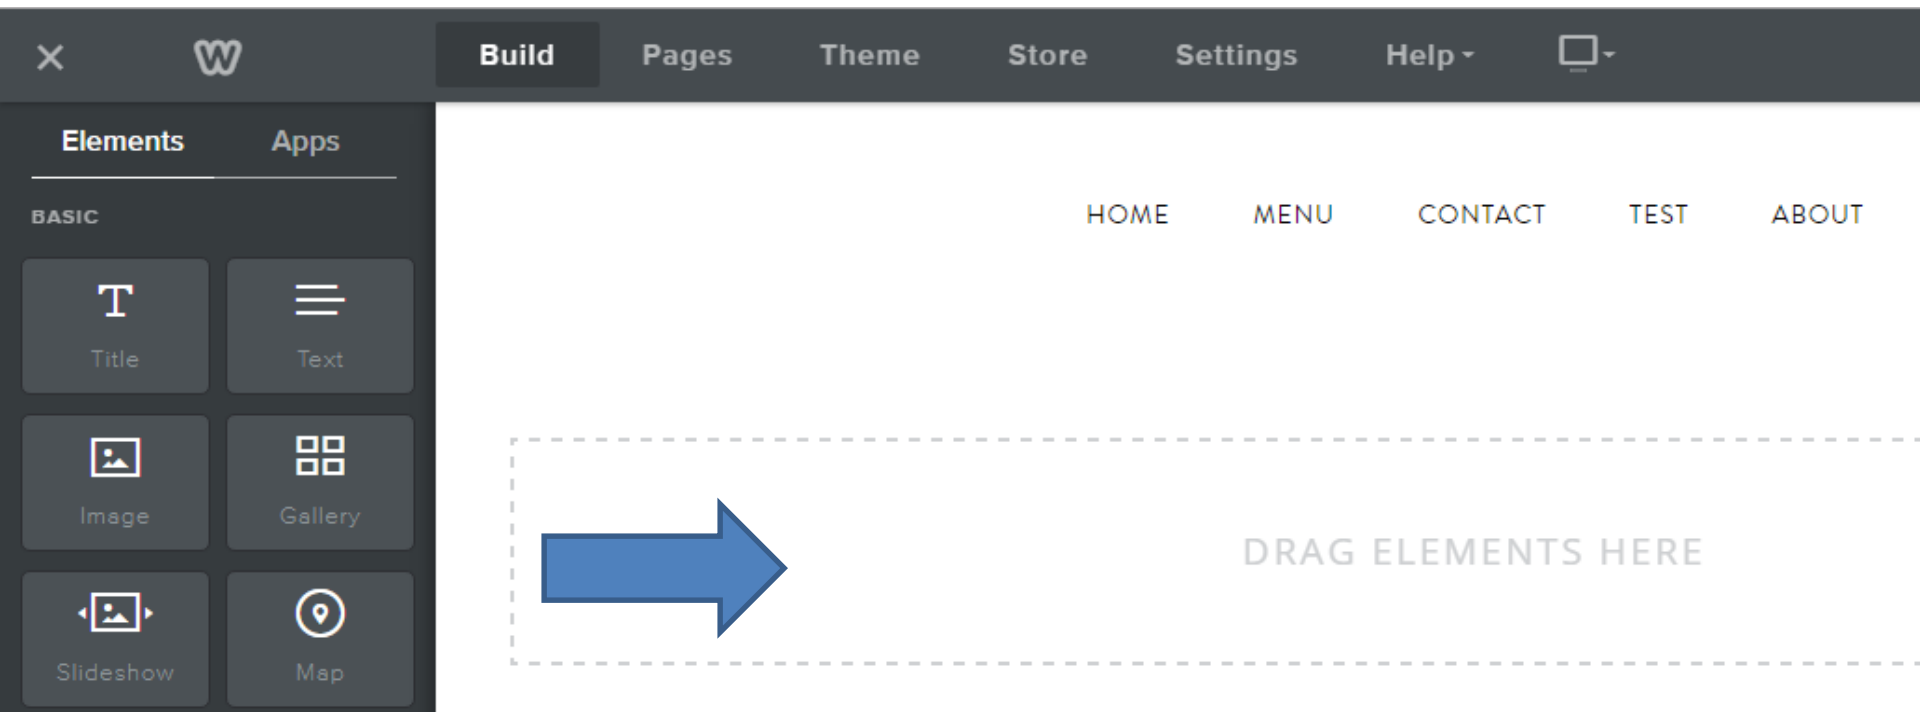 Build Pages Theme Store Settings Help
Elements Apps
BASIC
HOME MENU CONTACT TEST ABOUT
Title Text
Image Gallery
DRAG ELEMENTS HERE
Slideshow Map